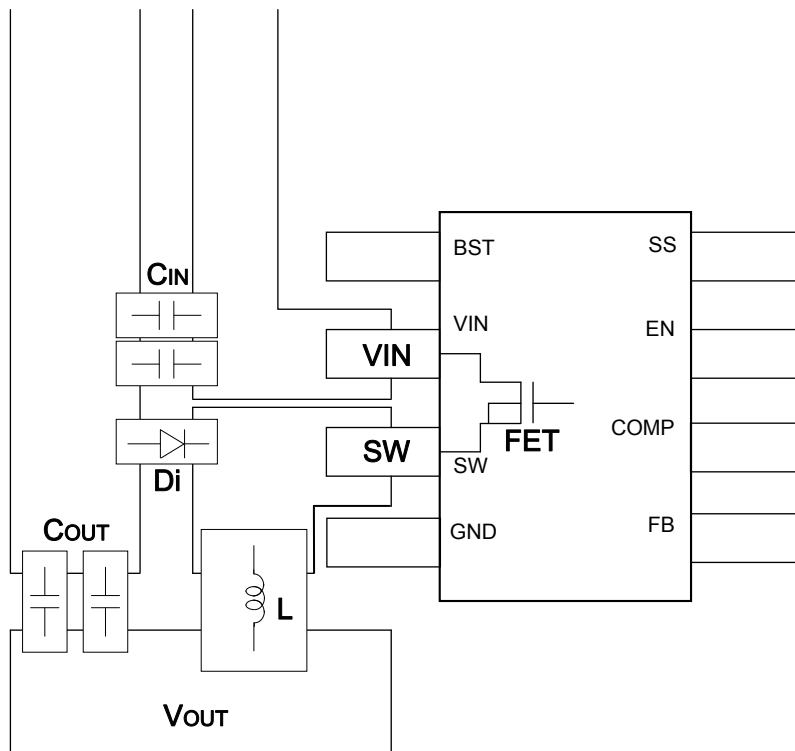 BST
SS
CIN
VIN
EN
VIN
COMP
FET
SW
SW
Di
COUT
GND
FB
L
VOUT